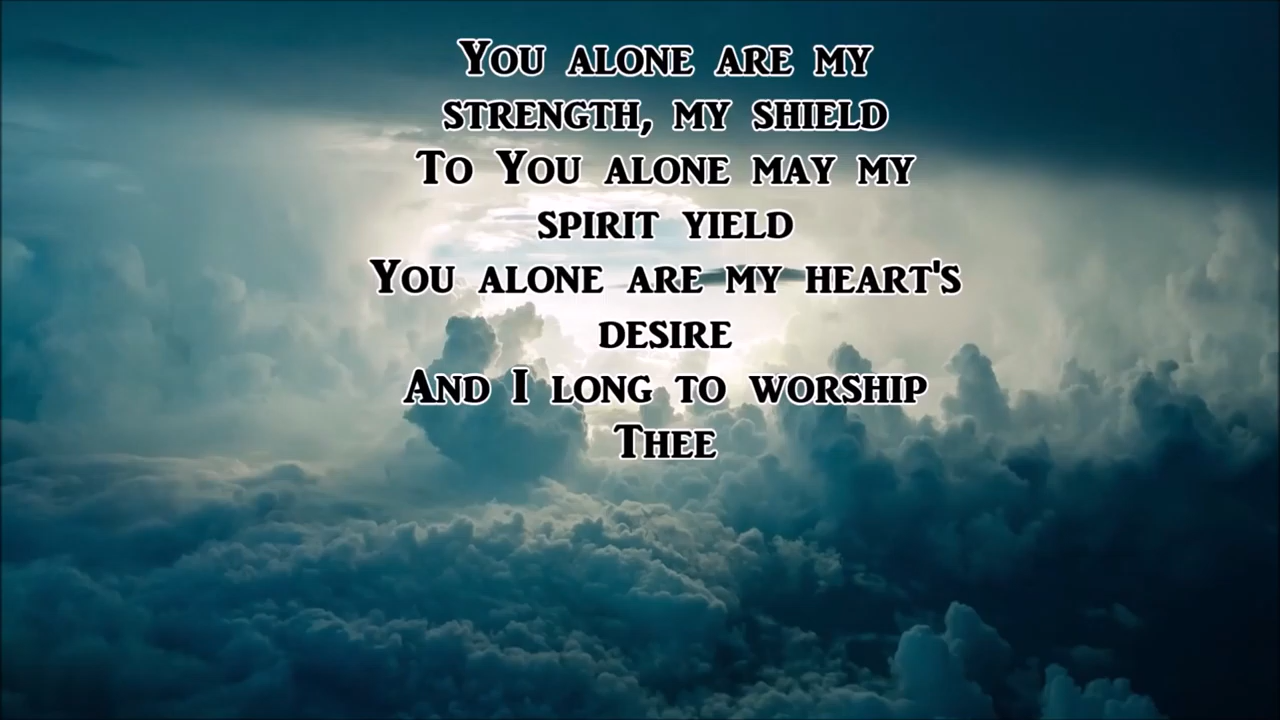 You alone are my
strength, my shield
To You alone may my
spirit yield
You alone are my heart's
desire
And I long to worship
Thee